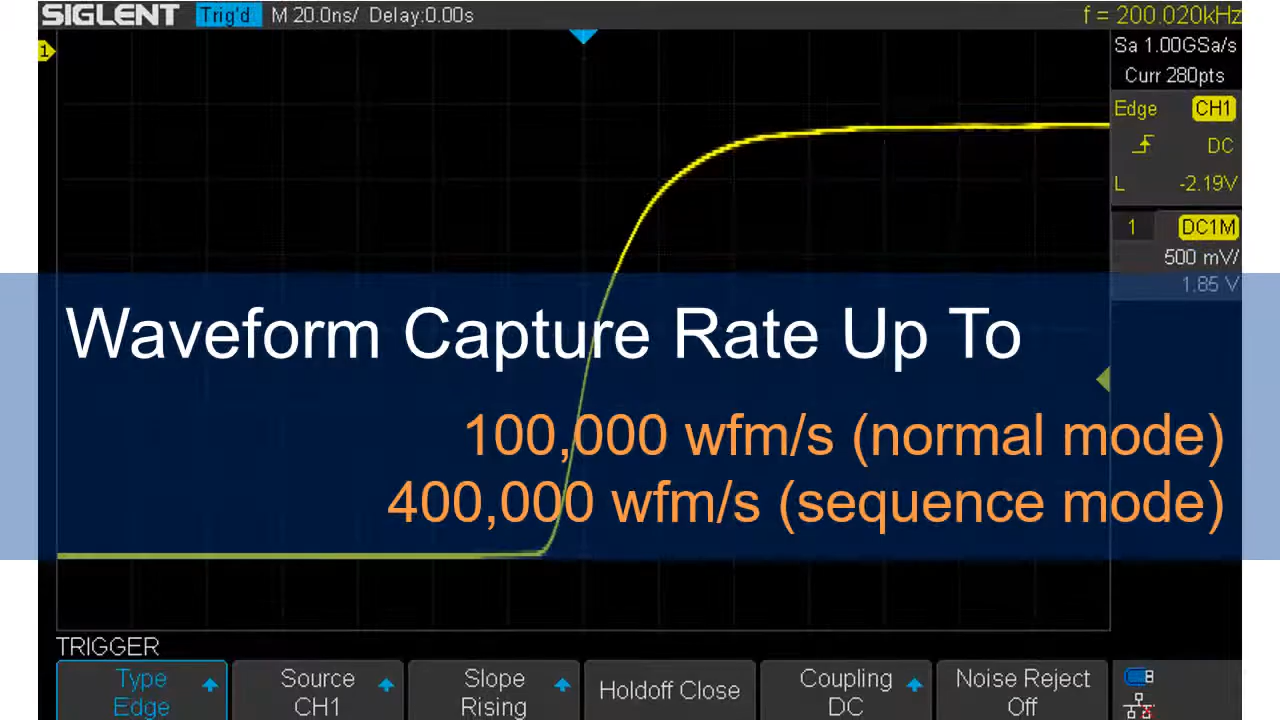 SIGLENT Trig'd M 20.0ns/ Delay:0.00s f = 200.020kHz
1
Sa 1.00GSa/s
Curr 280pts
Edge CH1
DC
L -2.19V
1 DC1M
500 mV/
1.85 V
Waveform Capture Rate Up To
100,000 wfm/s (normal mode)
400,000 wfm/s (sequence mode)
TRIGGER
Type
Edge
Source
CH1
Slope
Rising
Holdoff Close
Coupling
DC
Noise Reject
Off